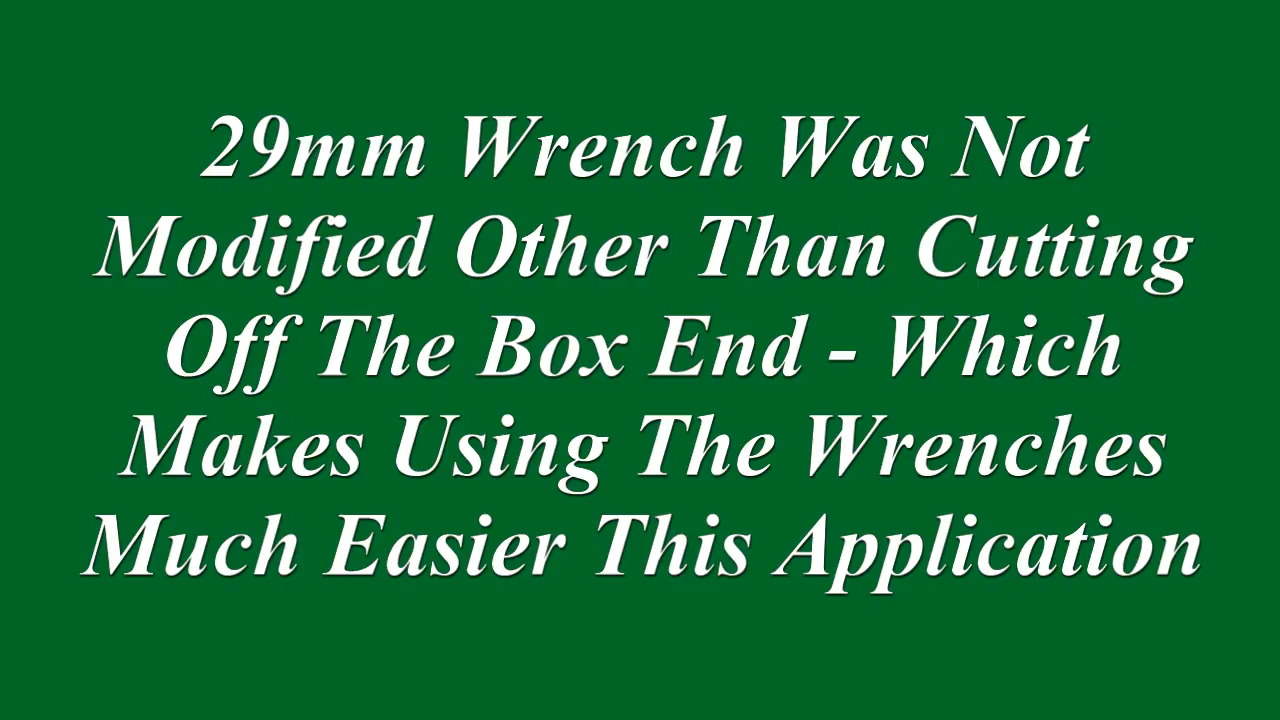 29mm Wrench Was Not
Modified Other Than Cutting
Off The Box End - Which
Makes Using The Wrenches
Much Easier This Application